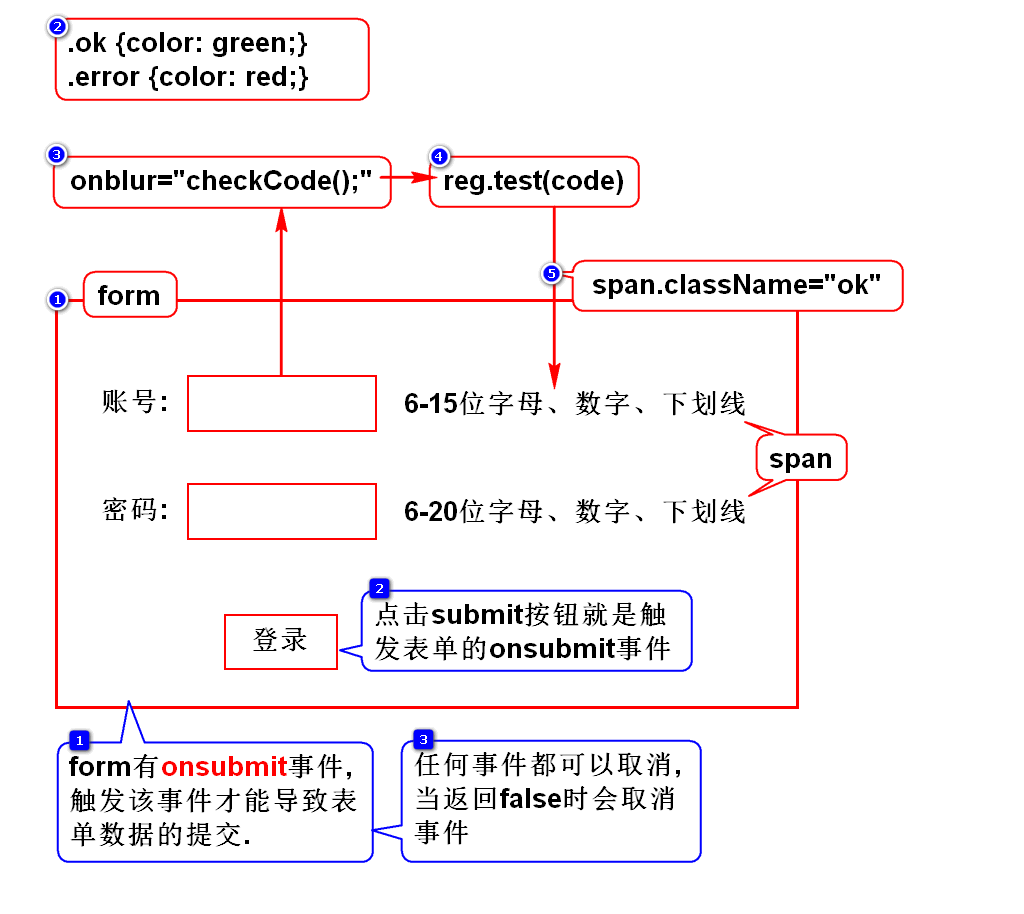 2
.ok {color: green;}
.error {color: red;}
3
onblur="checkCode();"
4
reg.test(code)
5
span.className="ok"
1
form
账号:
6-15位字母、数字、下划线
span
密码:
6-20位字母、数字、下划线
登录
2
点击submit按钮就是触
发表单的onsubmit事件
1
form有onsubmit事件,
触发该事件才能导致表
单数据的提交.
3
任何事件都可以取消,
当返回false时会取消
事件